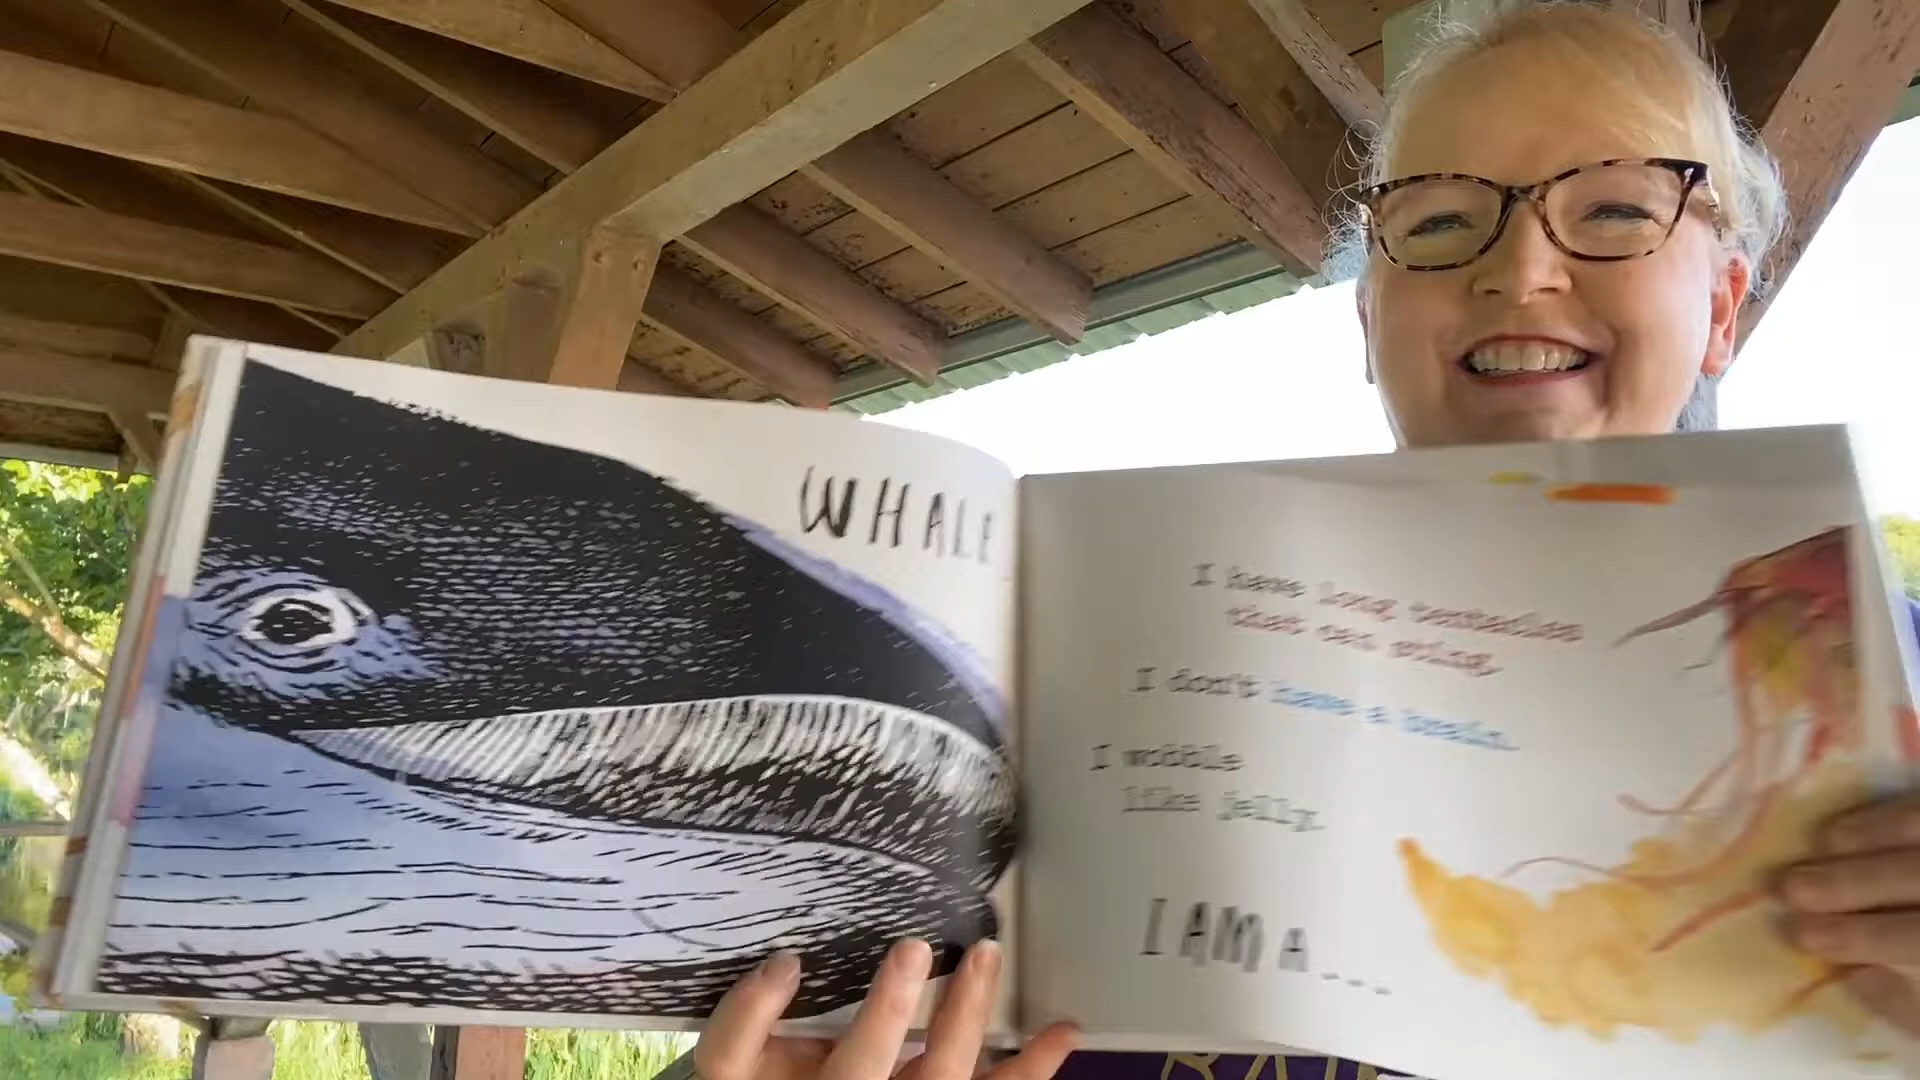 WHALE
I have long tentacles
that can sting.
I don't have a brain.
I wobble
like jelly.
I AM A...